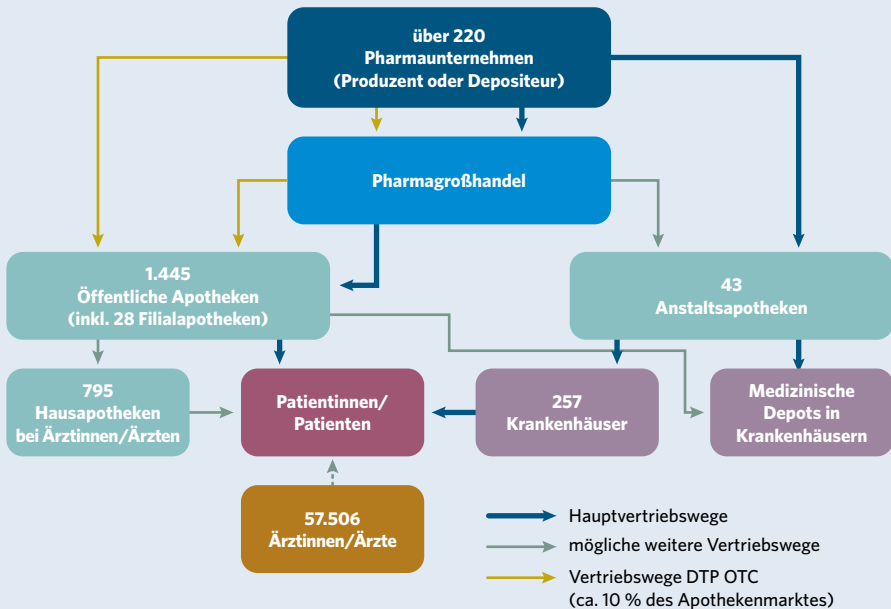 über 220
Pharmaunternehmen
(Produzent oder Depositeur)
Pharmagroßhandel
1.445
Öffentliche Apotheken
(inkl. 28 Filialapotheken)
43
Anstaltsapotheken
795
Hausapotheken
bei Ärztinnen/Ärzten
Patientinnen/
Patienten
257
Krankenhäuser
Medizinische
Depots in
Krankenhäusern
57.506
Ärztinnen/Ärzte
Hauptvertriebswege
mögliche weitere Vertriebswege
Vertriebswege DTP OTC
(ca. 10 % des Apothekenmarktes)